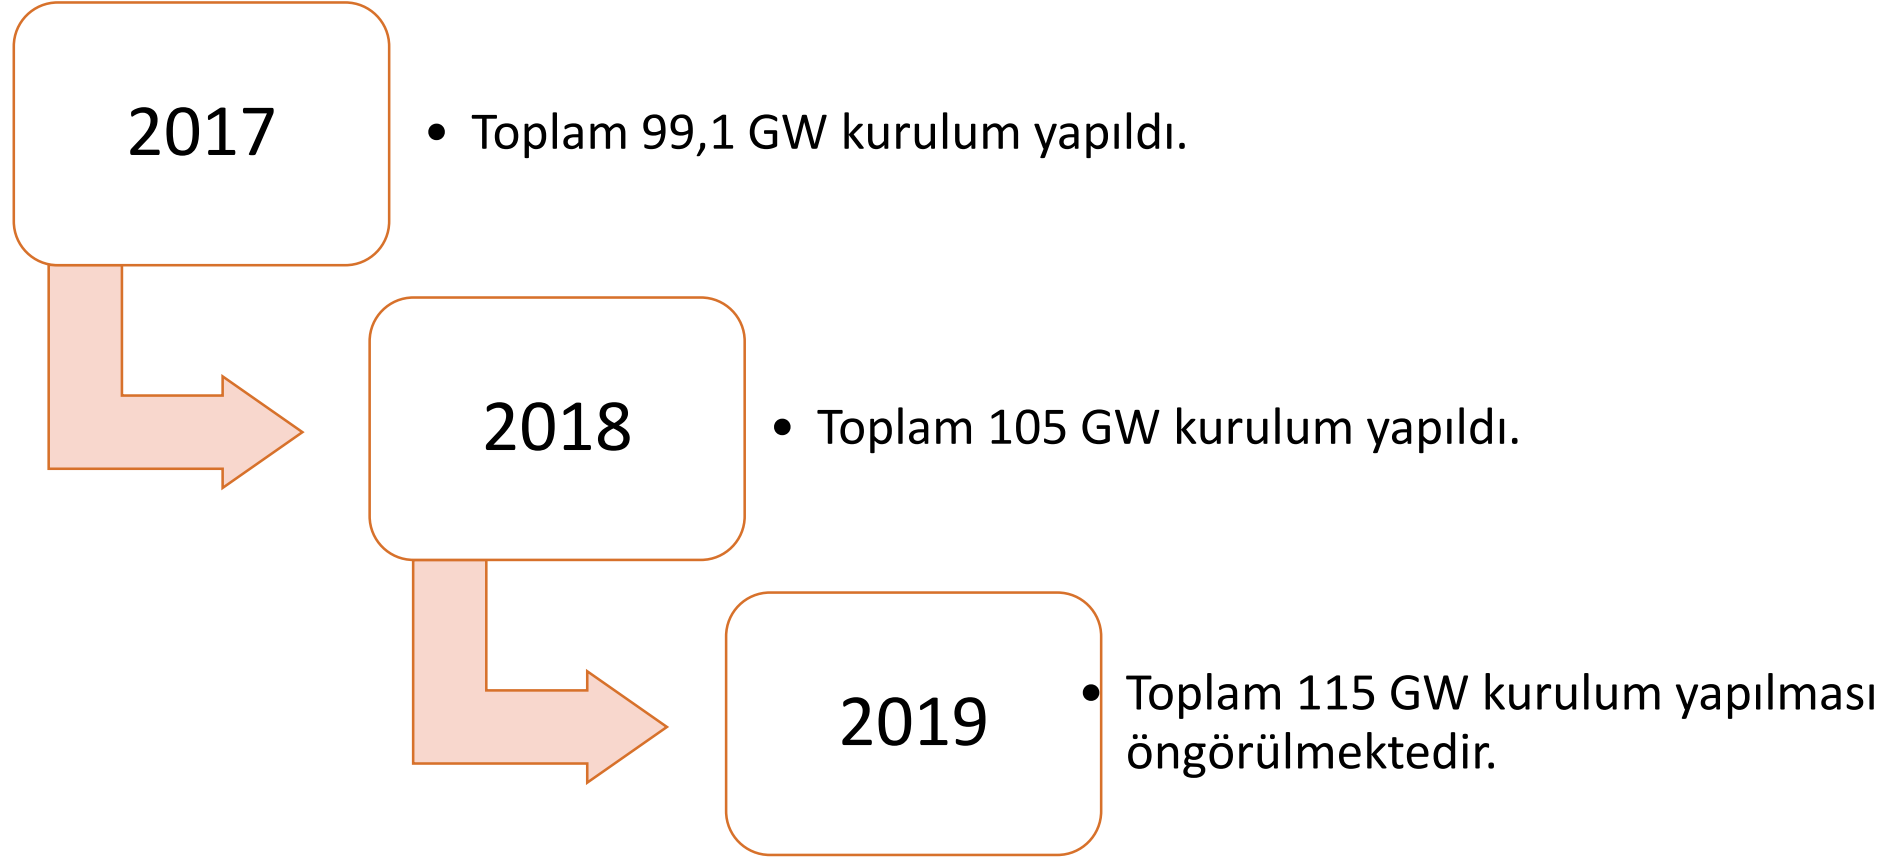 2017
• Toplam 99,1 GW kurulum yapıldı.
2018
• Toplam 105 GW kurulum yapıldı.
2019
• Toplam 115 GW kurulum yapılması
öngörülmektedir.